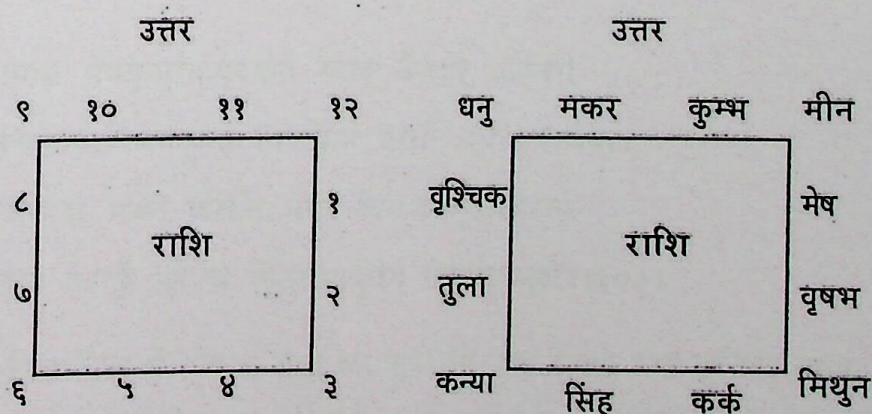 उत्तर उत्तर
९ १० ११ १२ धनु मकर कुम्भ मीन
८ १ वृश्चिक मेष
राशि राशि
७ २ तुला वृषभ
६ ५ ४ ३ कन्या सिंह कर्क मिथुन